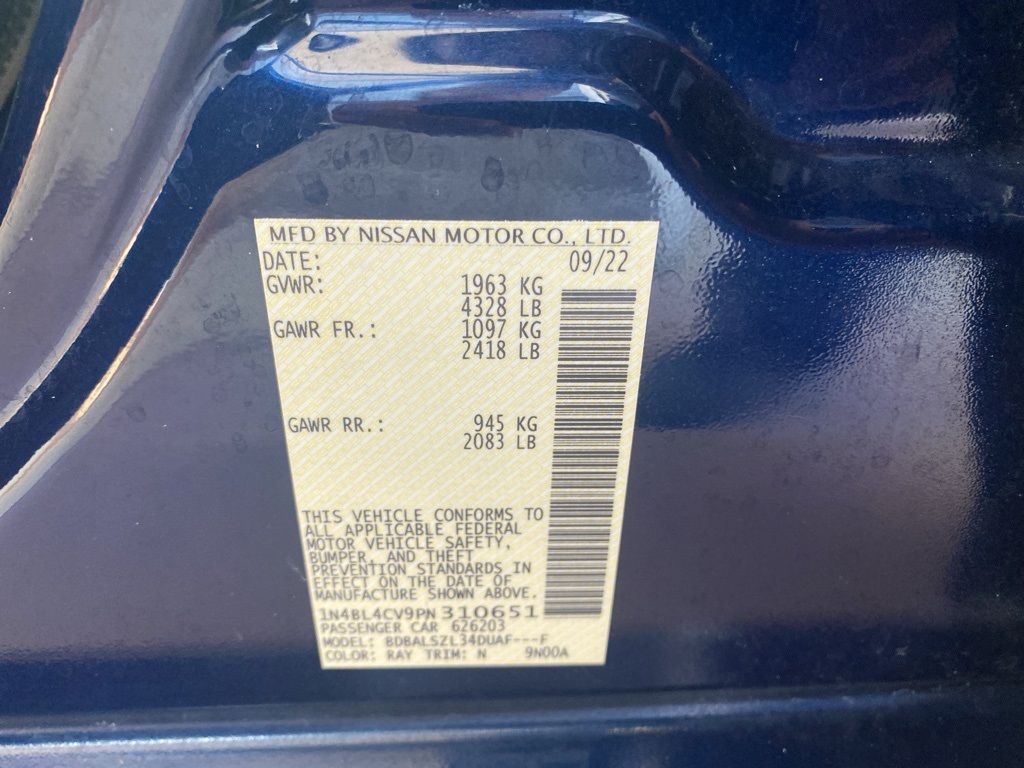 MFD BY NISSAN MOTOR CO., LTD.
DATE: 09/22
GVWR: 1963 KG
4328 LB
GAWR FR.: 1097 KG
2418 LB
GAWR RR.: 945 KG
2083 LB
THIS VEHICLE CONFORMS TO
ALL APPLICABLE FEDERAL
MOTOR VEHICLE SAFETY,
BUMPER, AND THEFT
PREVENTION STANDARDS IN
EFFECT ON THE DATE OF
MANUFACTURE SHOWN ABOVE.
1N4BL4CV9PN310651
PASSENGER CAR 626203
MODEL: BDBALSZL34DUAF---F
COLOR: RAY TRIM: N 9N00A